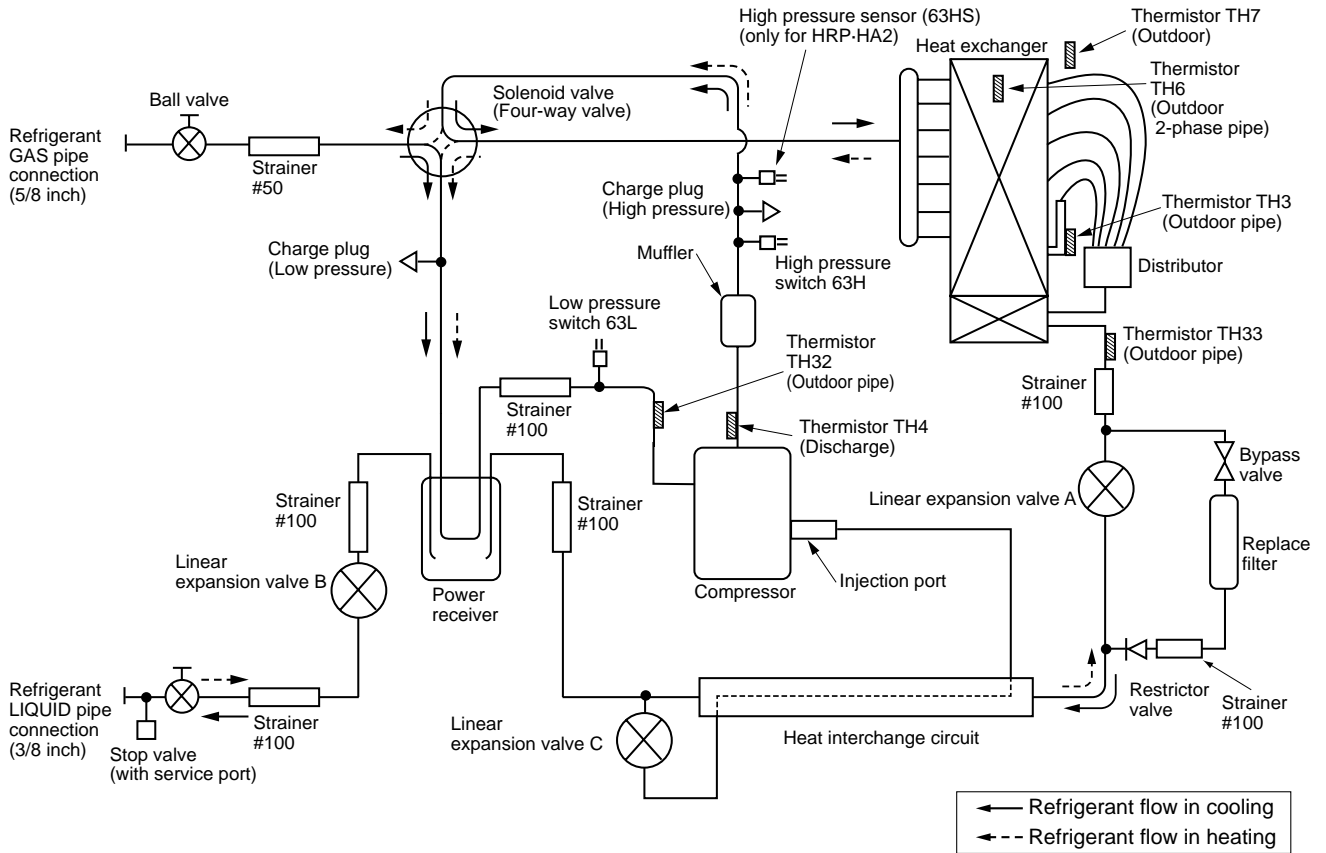 High pressure sensor (63HS)
(only for HRP·HA2)
Thermistor TH7
(Outdoor)
Heat exchanger
Thermistor
TH6
(Outdoor
2-phase pipe)
Ball valve
Solenoid valve
(Four-way valve)
Refrigerant
GAS pipe
connection
(5/8 inch)
Strainer
#50
Charge plug
(High pressure)
Thermistor TH3
(Outdoor pipe)
Charge plug
(Low pressure)
Muffler
High pressure
switch 63H
Distributor
Low pressure
switch 63L
Thermistor
TH32
(Outdoor pipe)
Thermistor TH33
(Outdoor pipe)
Strainer
#100
Strainer
#100
Thermistor TH4
(Discharge)
Bypass
valve
Strainer
#100
Strainer
#100
Linear expansion valve A
Replace
filter
Linear
expansion valve B
Power
receiver
Compressor
Injection port
Refrigerant
LIQUID pipe
connection
(3/8 inch)
Strainer
#100
Stop valve
(with service port)
Linear
expansion valve C
Heat interchange circuit
Restrictor
valve
Strainer
#100
Refrigerant flow in cooling
Refrigerant flow in heating